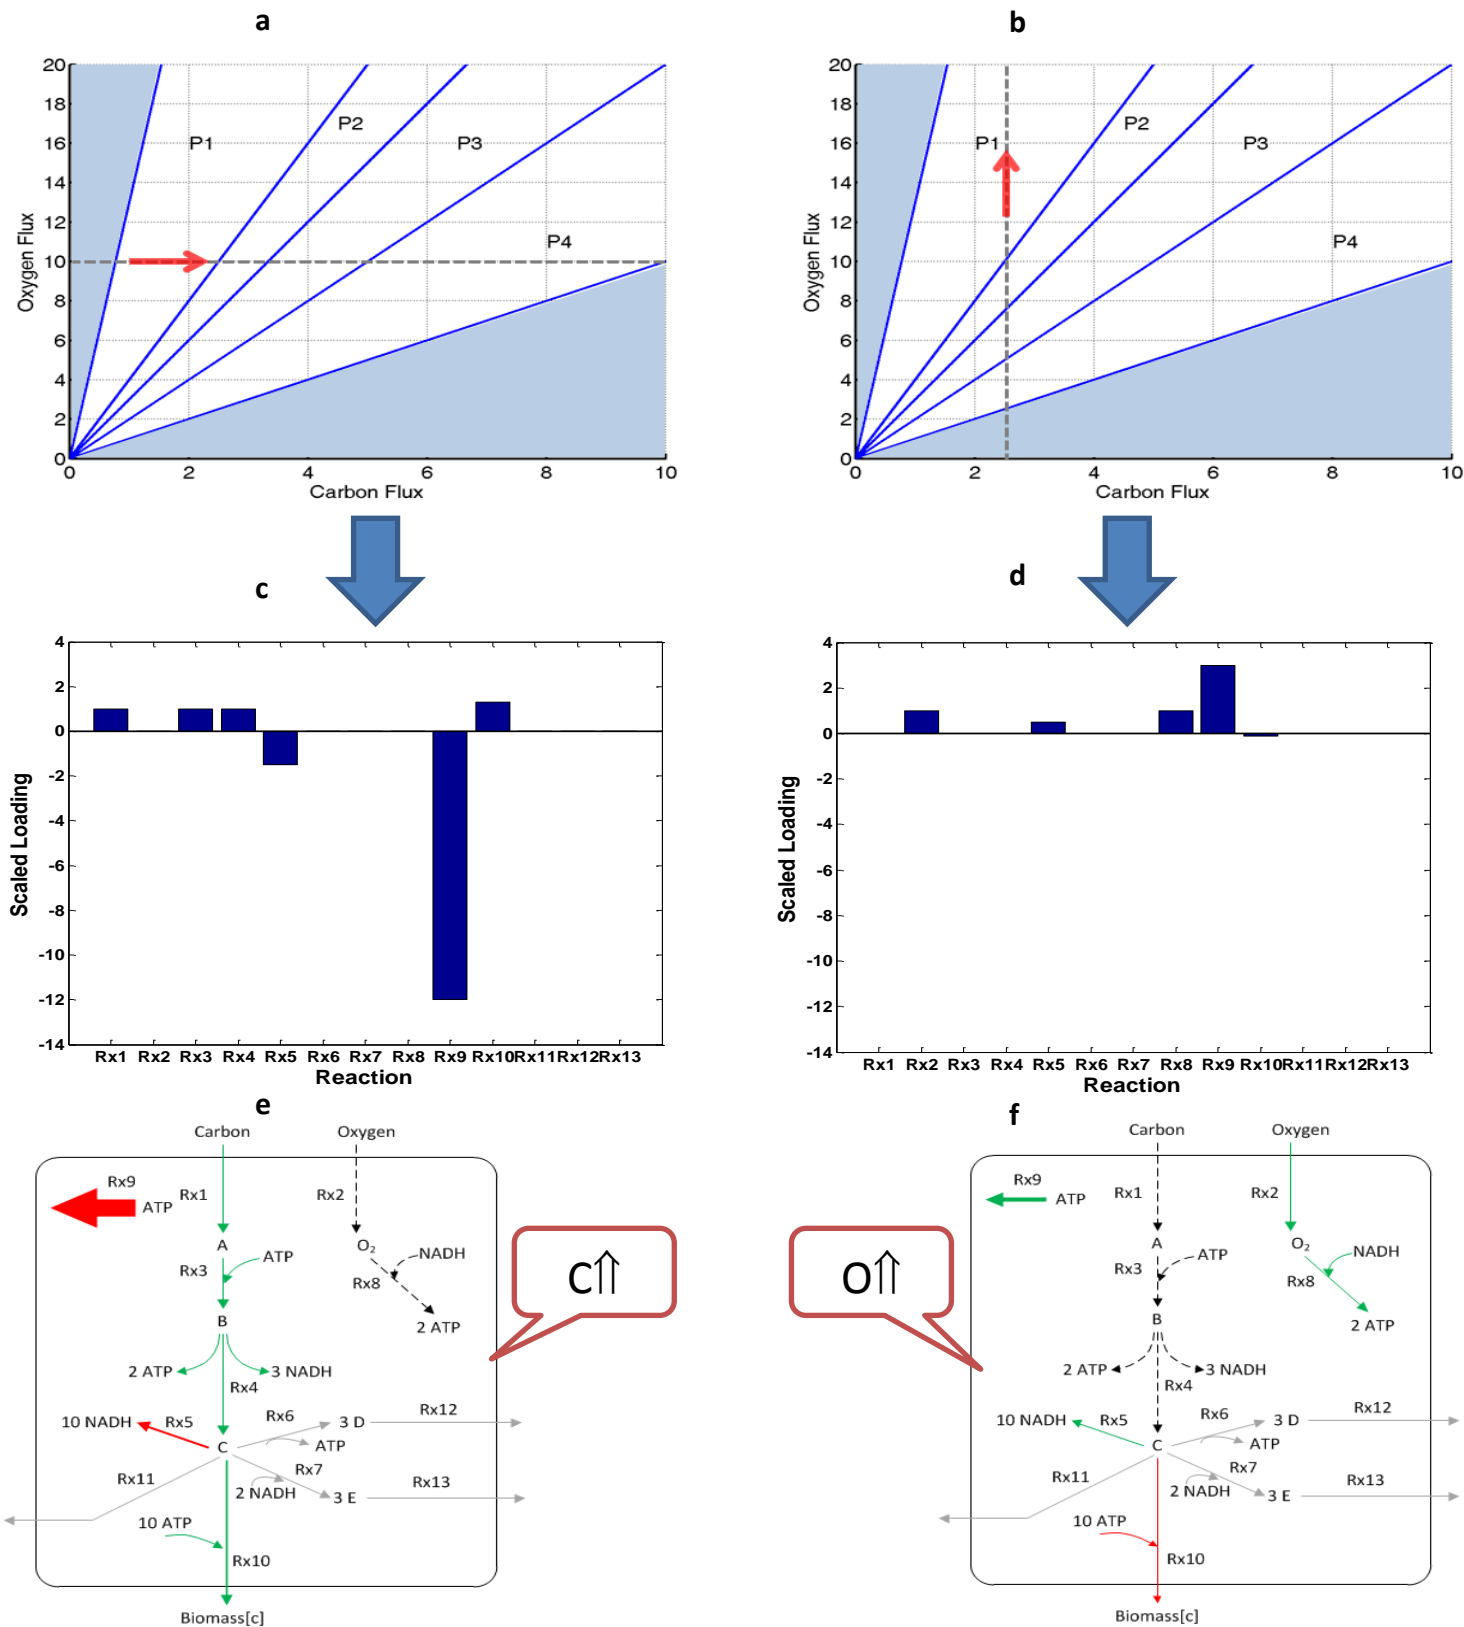 a
b
20
18
16
14
12
10
8
6
4
2
0
Oxygen Flux
P1
P2
P3
P4
0 2 4 6 8 10
Carbon Flux
20
18
16
14
12
10
8
6
4
2
0
Oxygen Flux
P1
P2
P3
P4
0 2 4 6 8 10
Carbon Flux
c
4
2
0
-2
-4
-6
-8
-10
-12
-14
Scaled Loading
Rx1 Rx2 Rx3 Rx4 Rx5 Rx6 Rx7 Rx8 Rx9 Rx10 Rx11 Rx12 Rx13
Reaction
d
4
2
0
-2
-4
-6
-8
-10
-12
-14
Scaled Loading
Rx1 Rx2 Rx3 Rx4 Rx5 Rx6 Rx7 Rx8 Rx9 Rx10 Rx11 Rx12 Rx13
Reaction
e
Carbon
Oxygen
Rx9
ATP
Rx1
Rx2
A
O₂
ATP
NADH
Rx3
Rx8
B
2 ATP
2 ATP
3 NADH
Rx4
10 NADH
Rx5
Rx6
3 D
Rx12
C
ATP
Rx11
Rx7
2 NADH
3 E
Rx13
10 ATP
Rx10
Biomass[c]
C⇑
f
Carbon
Oxygen
Rx9
ATP
Rx1
Rx2
A
O₂
ATP
NADH
Rx3
Rx8
B
2 ATP
2 ATP
3 NADH
Rx4
10 NADH
Rx5
Rx6
3 D
Rx12
C
ATP
Rx11
Rx7
2 NADH
3 E
Rx13
10 ATP
Rx10
Biomass[c]
O⇑